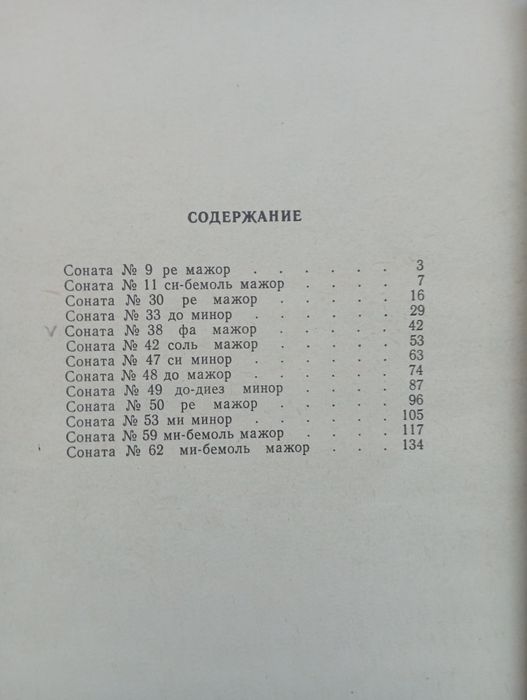 СОДЕРЖАНИЕ
Соната № 9 ре мажор . . . . . . 3
Соната № 11 си-бемоль мажор . . . . 7
Соната № 30 ре мажор . . . . . 16
Соната № 33 до минор . . . . . 29
Соната № 38 фа мажор . . . . . 42
Соната № 42 соль мажор . . . . . 53
Соната № 47 си минор . . . . . 63
Соната № 48 до мажор . . . . . 74
Соната № 49 до-диез минор . . . . 87
Соната № 50 ре мажор . . . . . 96
Соната № 53 ми минор . . . . . 105
Соната № 59 ми-бемоль мажор . . . . 117
Соната № 62 ми-бемоль мажор . . . 134